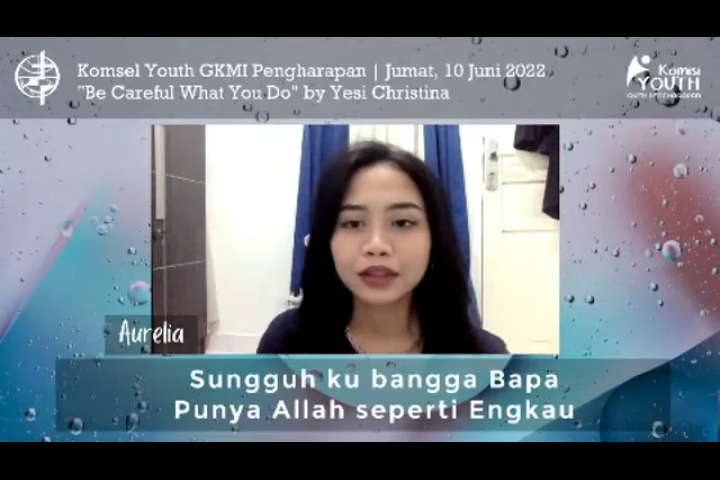 Komsel Youth GKMI Pengharapan | Jumat, 10 Juni 2022
"Be Careful What You Do" by Yesi Christina
Komisi
YOUTH
Aurelia
Sungguh ku bangga Bapa
Punya Allah seperti Engkau